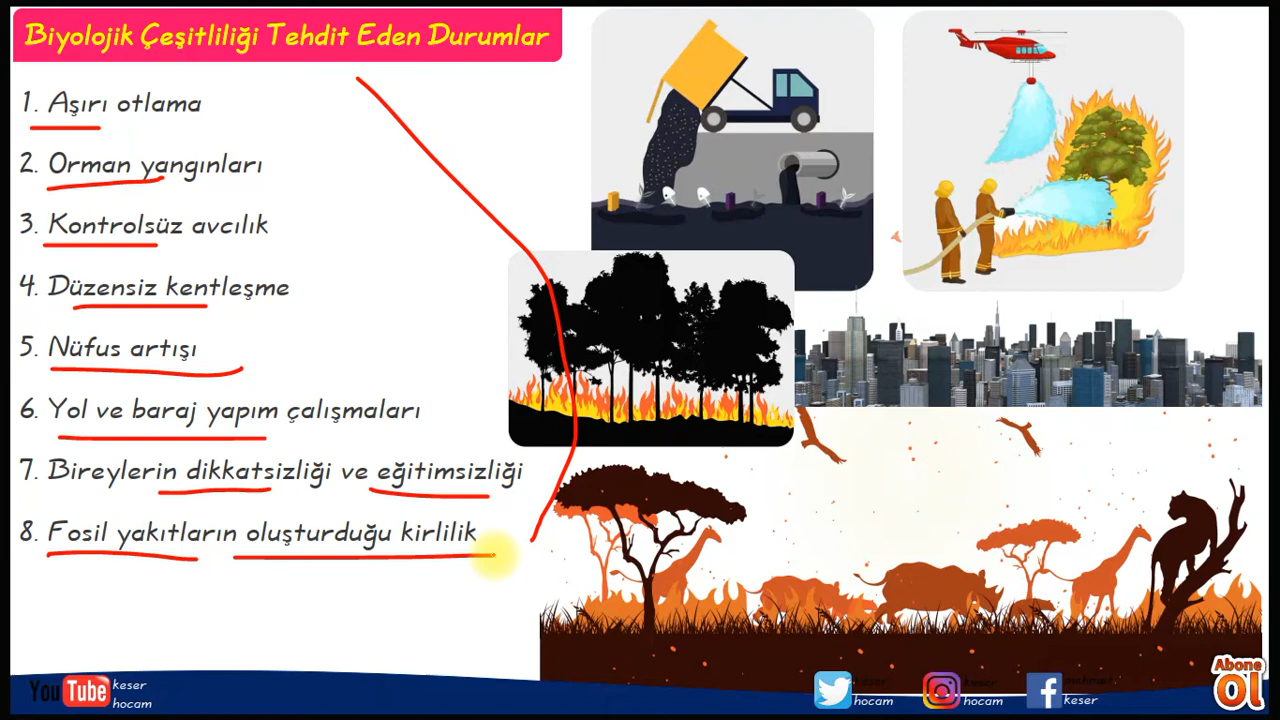 Biyolojik Çeşitliliği Tehdit Eden Durumlar
1. Aşırı otlama
2. Orman yangınları
3. Kontrolsüz avcılık
4. Düzensiz kentleşme
5. Nüfus artışı
6. Yol ve baraj yapım çalışmaları
7. Bireylerin dikkatsizliği ve eğitimsizliği
8. Fosil yakıtların oluşturduğu kirlilik
YouTube keser hocam
keser hocam
keser hocam
keser
Abone ol